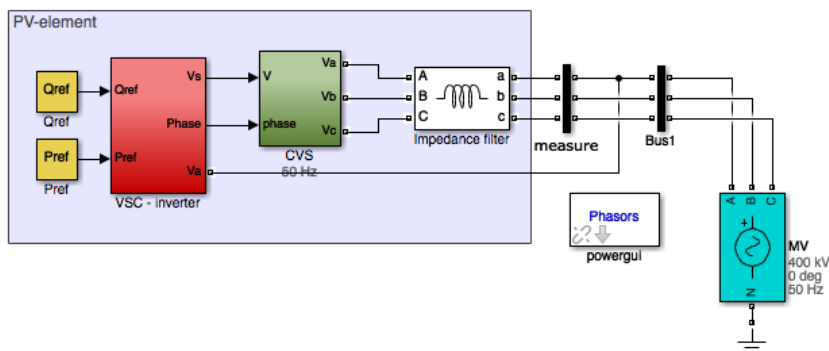 PV-element
Qref
Qref
Pref
Pref
Qref
Pref
Vs
Phase
Va
VSC - inverter
V
phase
Va
Vb
Vc
CVS
50 Hz
A
B
C
a
b
c
Impedance filter
measure
Bus1
Phasors
powergui
A
B
C
N
MV
400 kV
0 deg
50 Hz